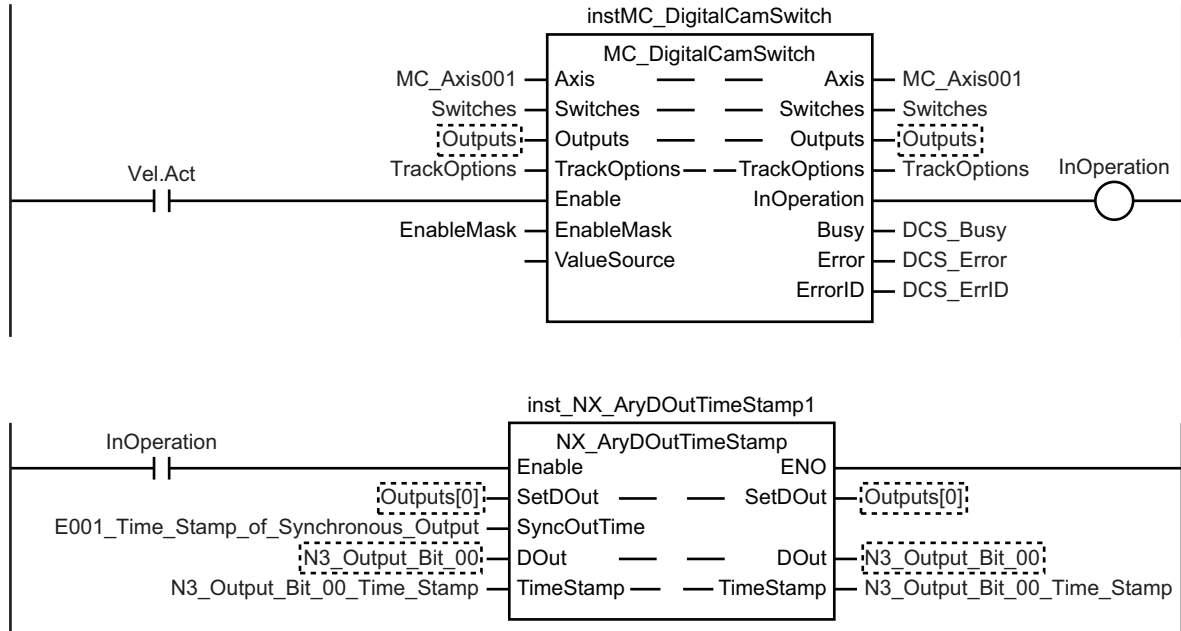 instMC_DigitalCamSwitch
MC_DigitalCamSwitch
MC_Axis001 Axis Axis MC_Axis001
Switches Switches Switches Switches
Outputs Outputs Outputs Outputs
TrackOptions TrackOptions TrackOptions TrackOptions
Vel.Act Enable InOperation InOperation
EnableMask EnableMask Busy DCS_Busy
ValueSource Error DCS_Error
ErrorID DCS_ErrID
inst_NX_AryDOutTimeStamp1
NX_AryDOutTimeStamp
InOperation Enable ENO
Outputs[0] SetDOut SetDOut Outputs[0]
E001_Time_Stamp_of_Synchronous_Output SyncOutTime
N3_Output_Bit_00 DOut DOut N3_Output_Bit_00
N3_Output_Bit_00_Time_Stamp TimeStamp TimeStamp N3_Output_Bit_00_Time_Stamp